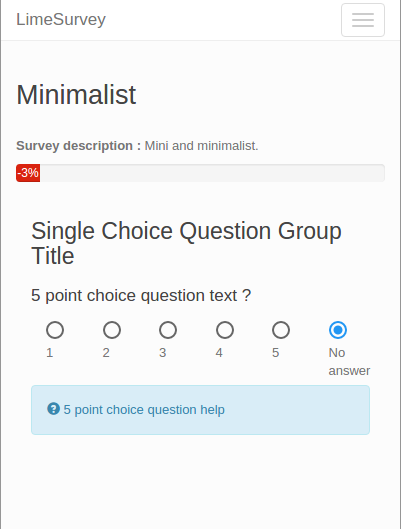 LimeSurvey
Minimalist
Survey description : Mini and minimalist.
-3%
Single Choice Question Group
Title
5 point choice question text ?
1 2 3 4 5 No
answer
5 point choice question help